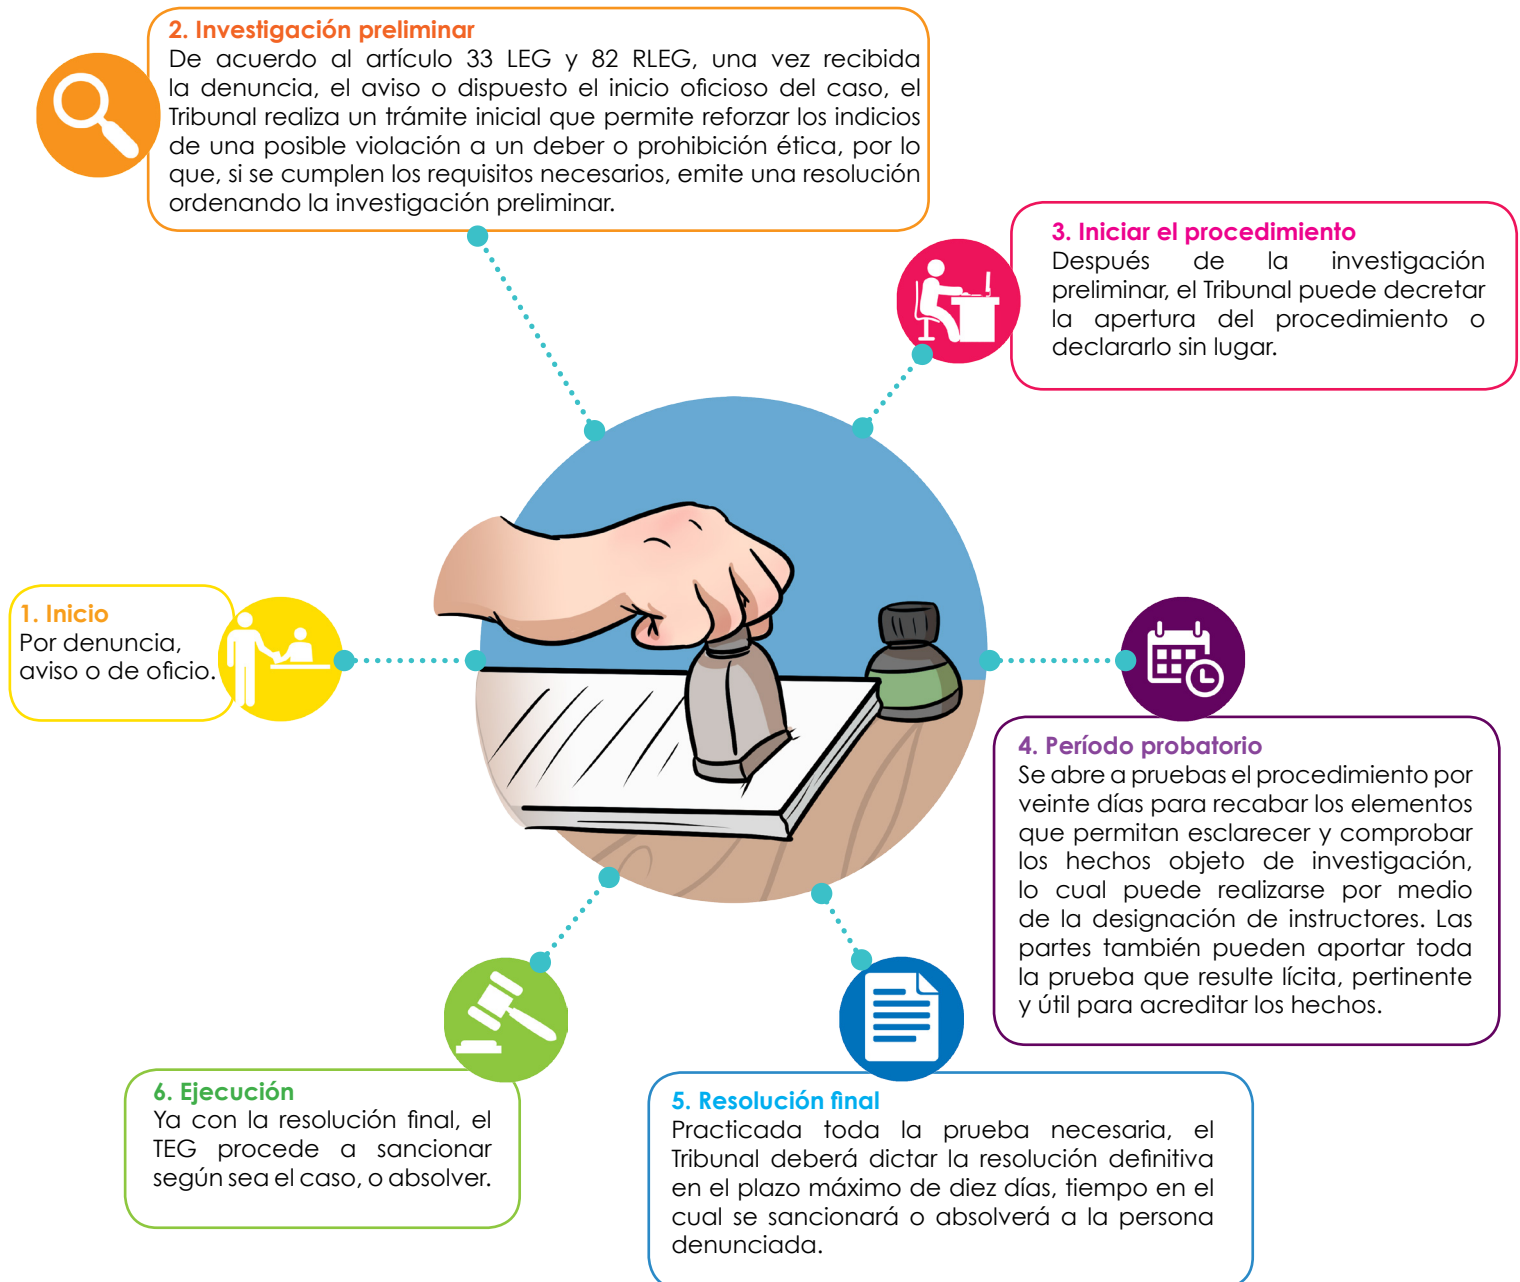 1. Inicio
Por denuncia,
aviso o de oficio.
2. Investigación preliminar
De acuerdo al artículo 33 LEG y 82 RLEG, una vez recibida
la denuncia, el aviso o dispuesto el inicio oficioso del caso, el
Tribunal realiza un trámite inicial que permite reforzar los indicios
de una posible violación a un deber o prohibición ética, por lo
que, si se cumplen los requisitos necesarios, emite una resolución
ordenando la investigación preliminar.
3. Iniciar el procedimiento
Después de la investigación
preliminar, el Tribunal puede decretar
la apertura del procedimiento o
declararlo sin lugar.
4. Período probatorio
Se abre a pruebas el procedimiento por
veinte días para recabar los elementos
que permitan esclarecer y comprobar
los hechos objeto de investigación,
lo cual puede realizarse por medio
de la designación de instructores. Las
partes también pueden aportar toda
la prueba que resulte lícita, pertinente
y útil para acreditar los hechos.
5. Resolución final
Practicada toda la prueba necesaria, el
Tribunal deberá dictar la resolución definitiva
en el plazo máximo de diez días, tiempo en el
cual se sancionará o absolverá a la persona
denunciada.
6. Ejecución
Ya con la resolución final, el
TEG procede a sancionar
según sea el caso, o absolver.